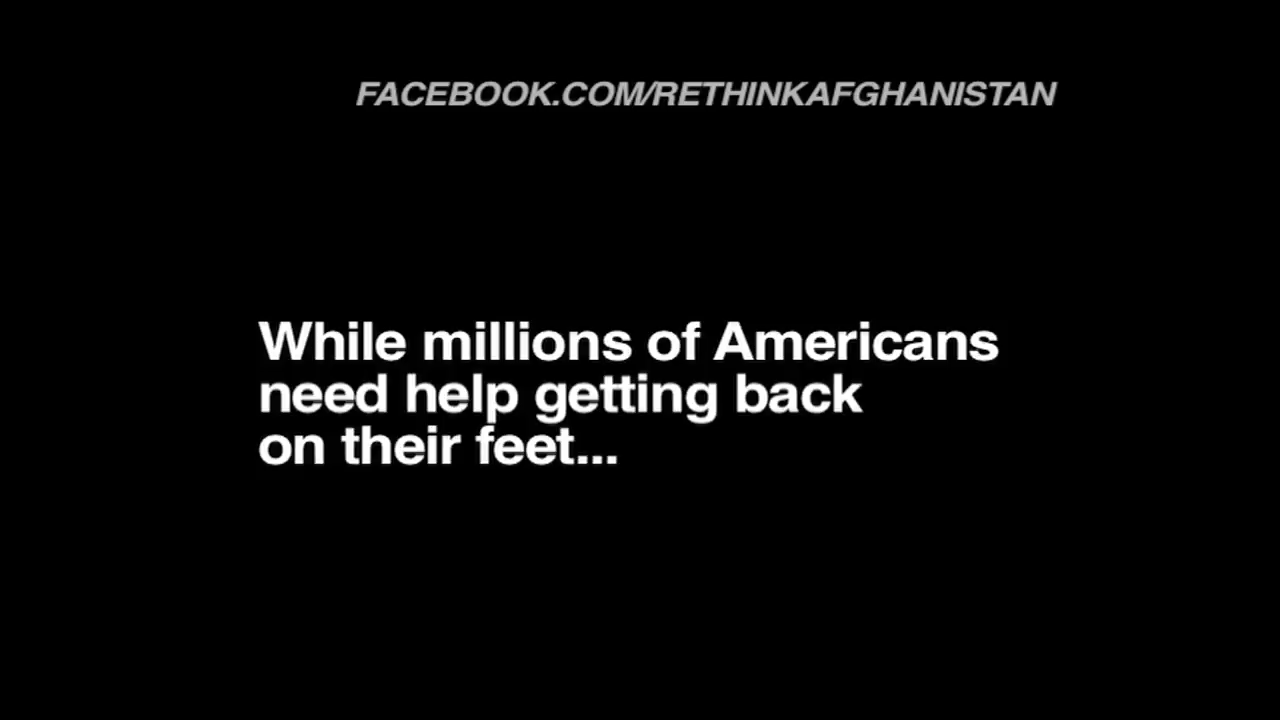 FACEBOOK.COM/RETHINKAFGHANISTAN
While millions of Americans
need help getting back
on their feet...